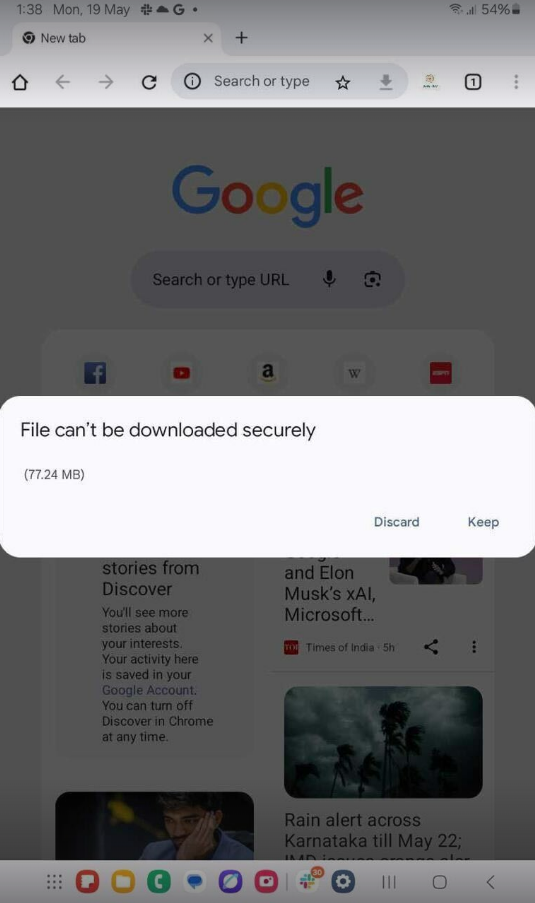 1:38 Mon, 19 May
54%
New tab
Search or type
1
Google
Search or type URL
f
a
W
ESPN
File can’t be downloaded securely
(77.24 MB)
Discard
Keep
stories from
Discover
You'll see more
stories about
your interests.
Your activity here
is saved in your
Google Account.
You can turn off
Discover in Chrome
at any time.
and Elon
Musk's xAI,
Microsoft...
TOI
Times of India · 5h
Rain alert across
Karnataka till May 22;
30